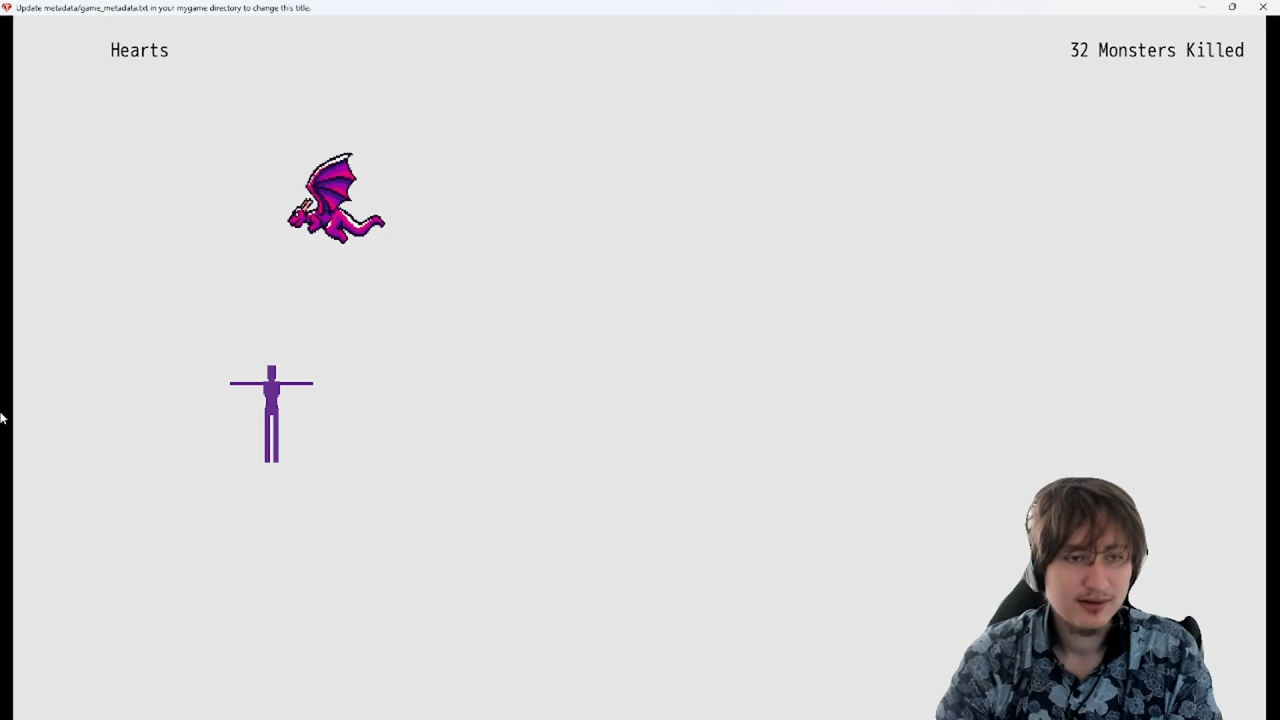 Update metadata/game_metadata.txt in your mygame directory to change this title.
Hearts
32 Monsters Killed